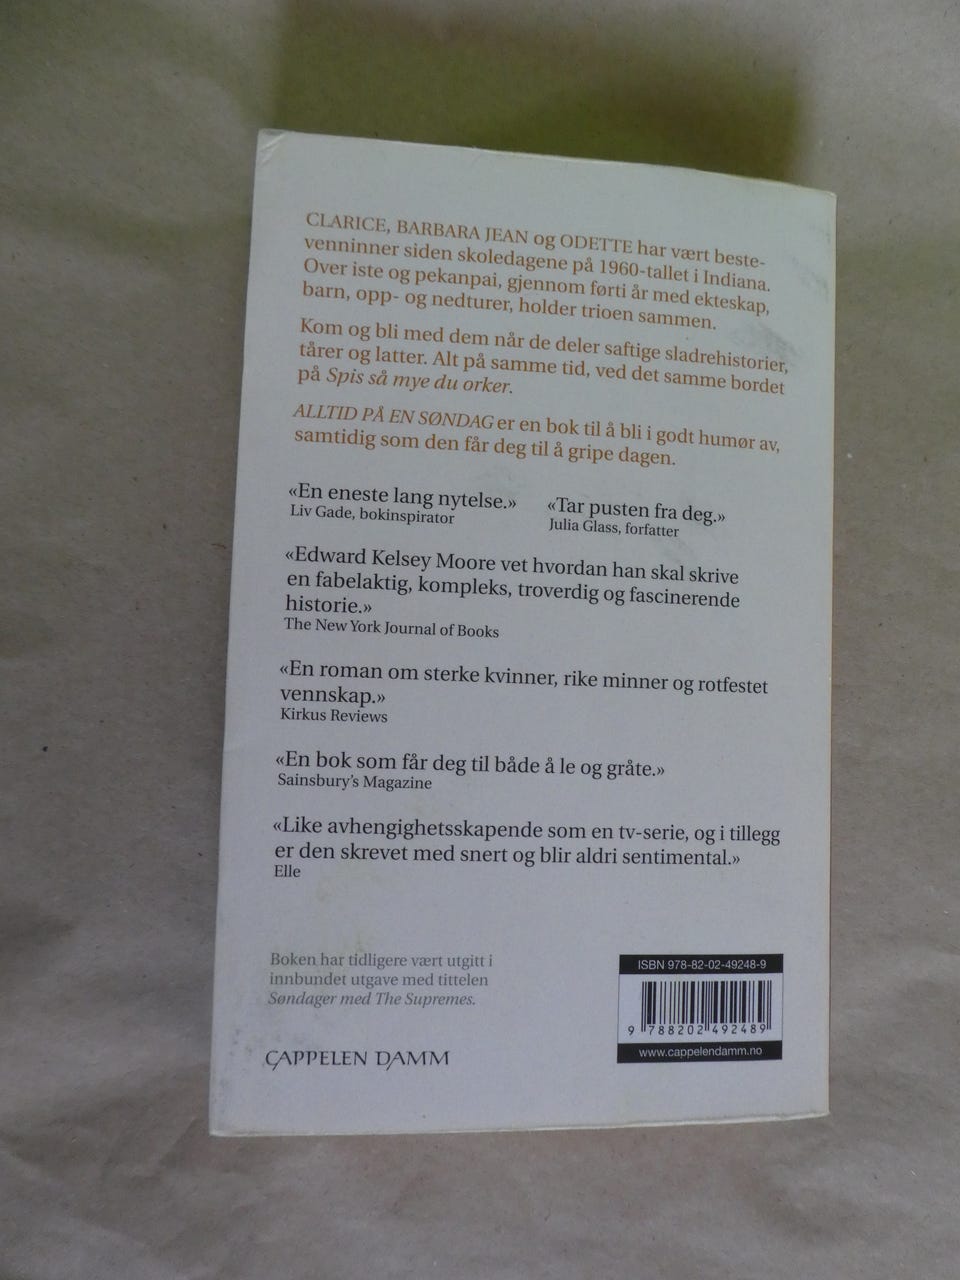 CLARICE, BARBARA JEAN og ODETTE har vært beste-
venninner siden skoledagene på 1960-tallet i Indiana.
Over iste og pekanpai, gjennom førti år med ekteskap,
barn, opp- og nedturer, holder trioen sammen.
Kom og bli med dem når de deler saftige sladrehistorier,
tårer og latter. Alt på samme tid, ved det samme bordet
på Spis så mye du orker.
ALLTID PÅ EN SØNDAG er en bok til å bli i godt humør av,
samtidig som den får deg til å gripe dagen.
«En eneste lang nytelse.»
Liv Gade, bokinspirator
«Tar pusten fra deg.»
Julia Glass, forfatter
«Edward Kelsey Moore vet hvordan han skal skrive
en fabelaktig, kompleks, troverdig og fascinerende
historie.»
The New York Journal of Books
«En roman om sterke kvinner, rike minner og rotfestet
vennskap.»
Kirkus Reviews
«En bok som får deg til både å le og gråte.»
Sainsbury's Magazine
«Like avhengighetsskapende som en tv-serie, og i tillegg
er den skrevet med snert og blir aldri sentimental.»
Elle
Boken har tidligere vært utgitt i
innbundet utgave med tittelen
Søndager med The Supremes.
CAPPELEN DAMM
ISBN 978-82-02-49248-9
9 788202 492489
www.cappelendamm.no